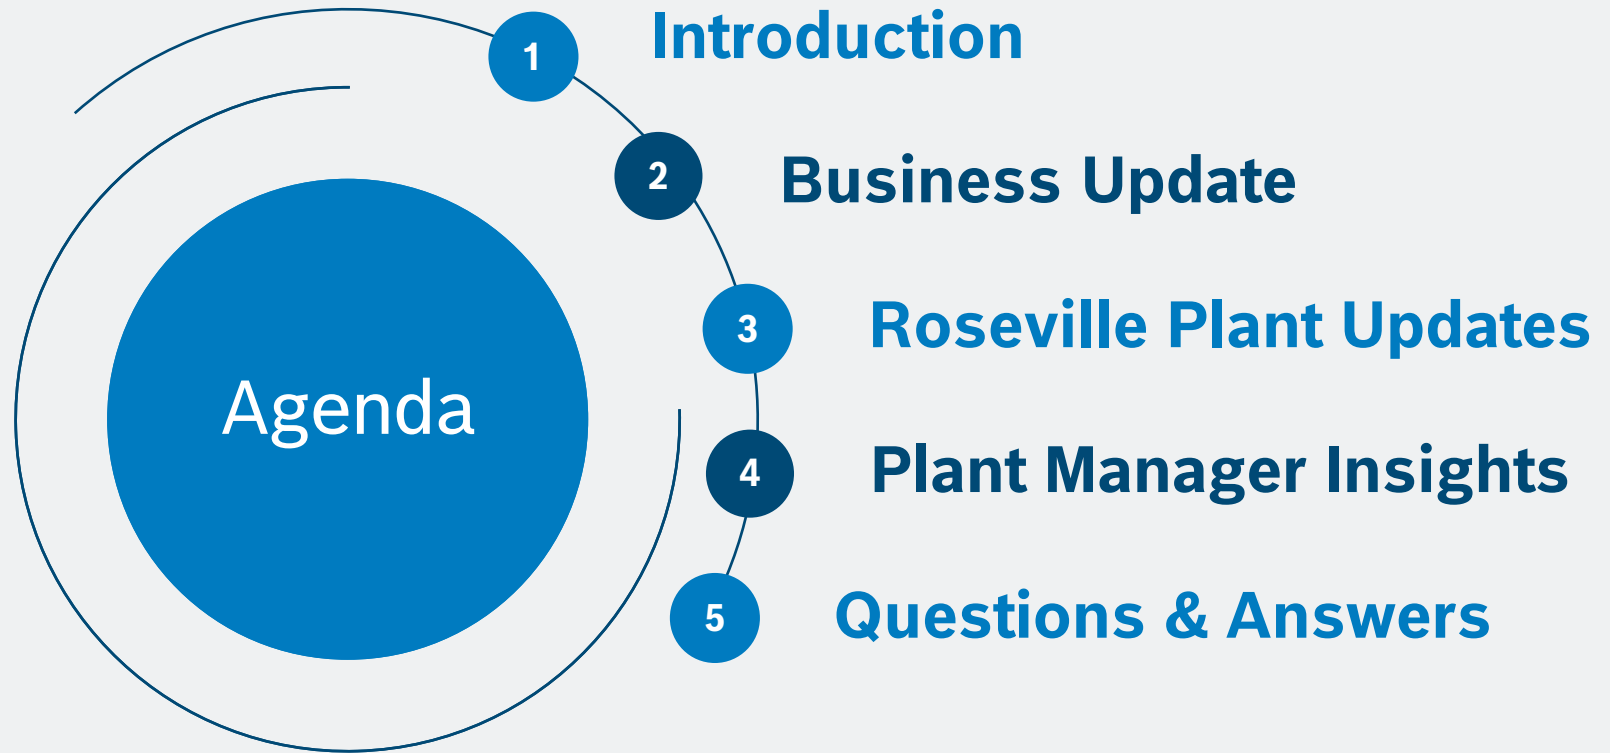 1 Introduction
2 Business Update
3 Roseville Plant Updates
Agenda
4 Plant Manager Insights
5 Questions & Answers